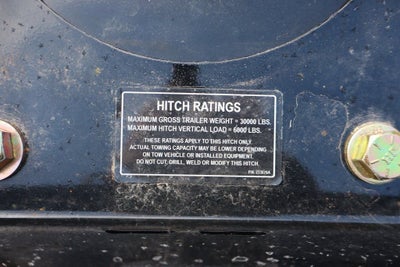 HITCH RATINGS
MAXIMUM GROSS TRAILER WEIGHT = 30000 LBS.
MAXIMUM HITCH VERTICAL LOAD = 6800 LBS.
THESE RATINGS APPLY TO THIS HITCH ONLY.
ACTUAL TOWING CAPACITY MAY BE LOWER DEPENDING
ON TOW VEHICLE OR INSTALLED EQUIPMENT.
DO NOT CUT, DRILL, WELD OR MODIFY THIS HITCH.
P/N